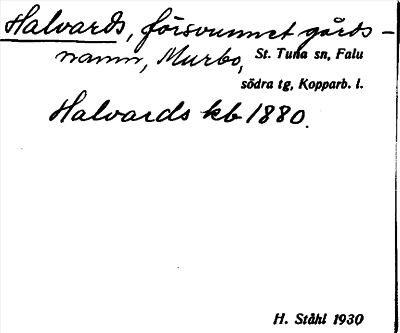 Halvards, försvunnet gårds-
namn, Murbo, St. Tuna sn, Falu
södra tg, Kopparb. l.
Halvards kb 1880.
H. Ståhl 1930